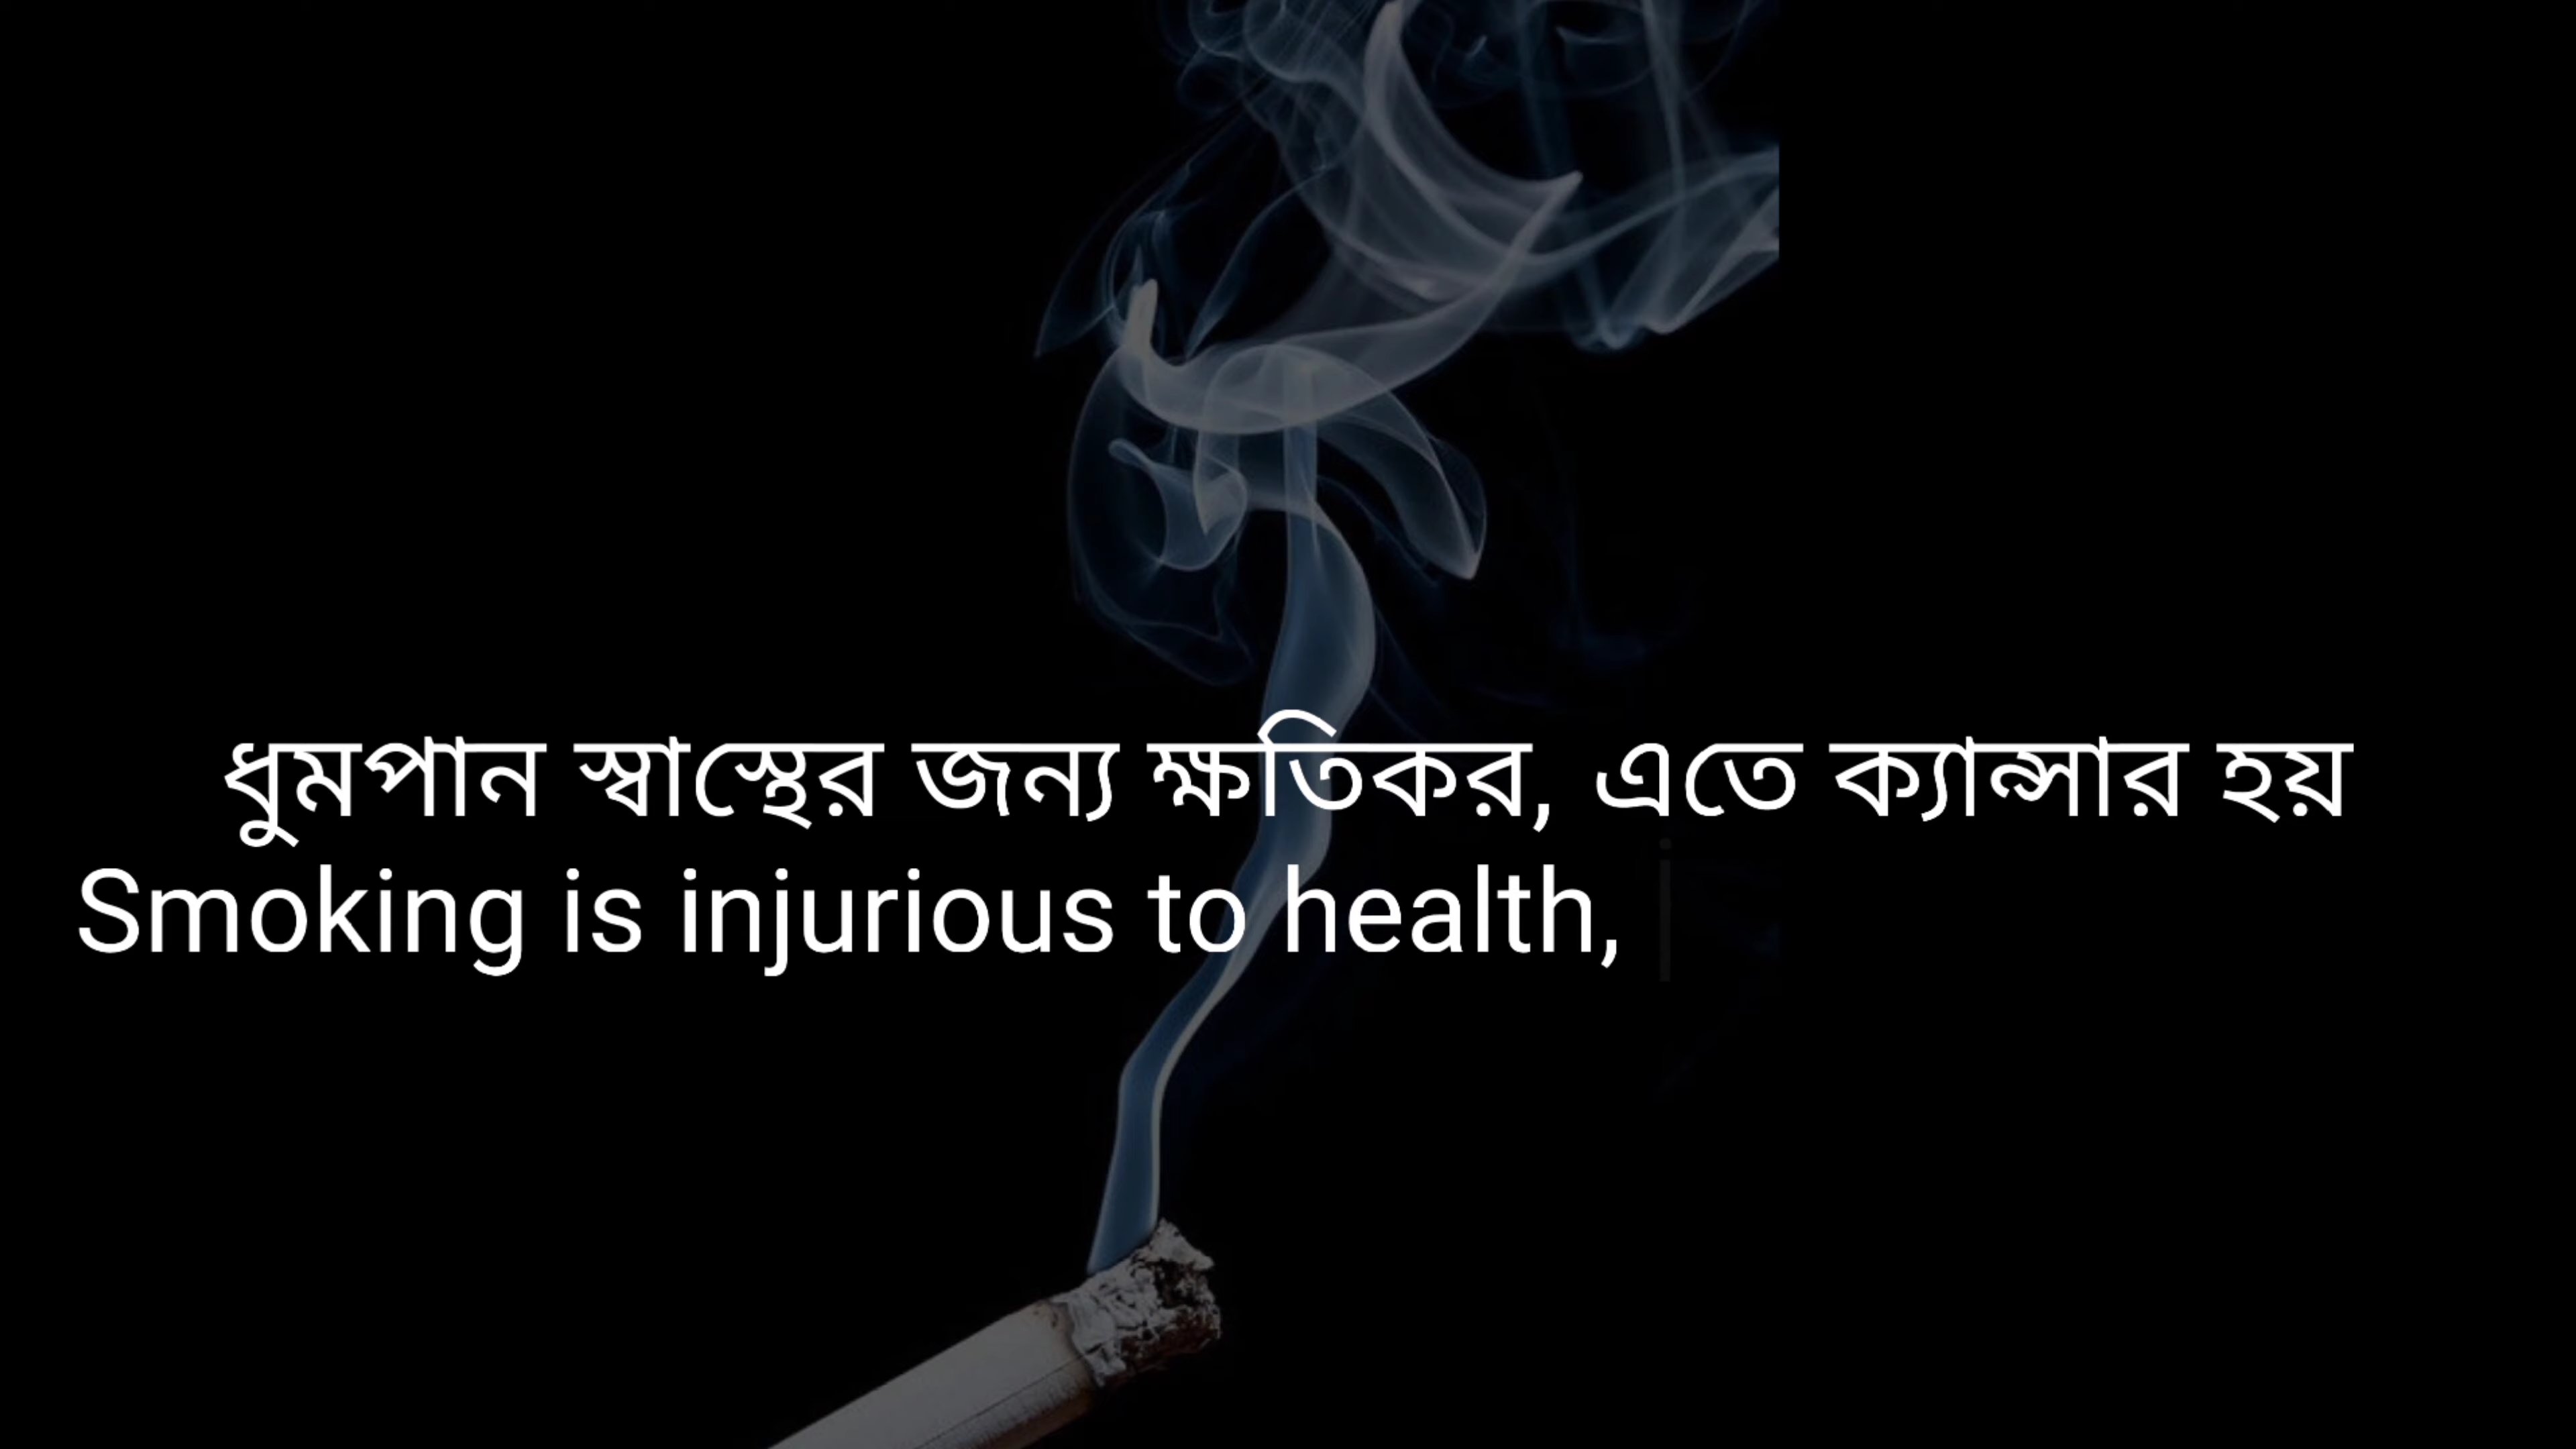 ধুমপান স্বাস্থের জন্য ক্ষতিকর, এতে ক্যান্সার হয়
Smoking is injurious to health,